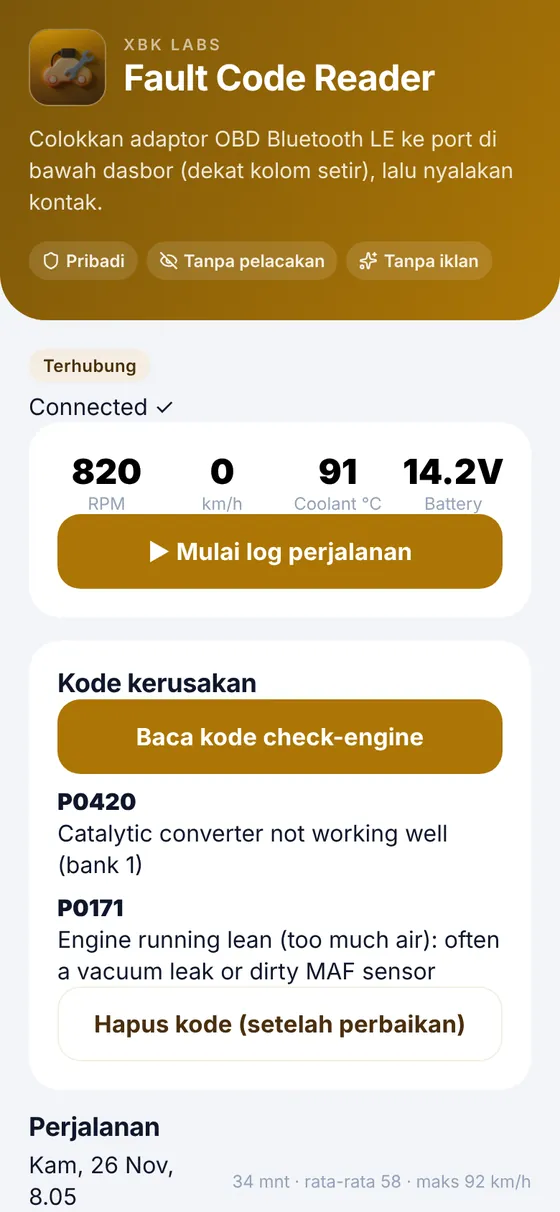 XBK LABS
Fault Code Reader
Colokkan adaptor OBD Bluetooth LE ke port di
bawah dasbor (dekat kolom setir), lalu nyalakan
kontak.
Pribadi
Tanpa pelacakan
Tanpa iklan
Terhubung
Connected ✓
820 0 91 14.2V
RPM km/h Coolant °C Battery
▶ Mulai log perjalanan
Kode kerusakan
Baca kode check-engine
P0420
Catalytic converter not working well
(bank 1)
P0171
Engine running lean (too much air): often
a vacuum leak or dirty MAF sensor
Hapus kode (setelah perbaikan)
Perjalanan
Kam, 26 Nov,
8.05
34 mnt · rata-rata 58 · maks 92 km/h